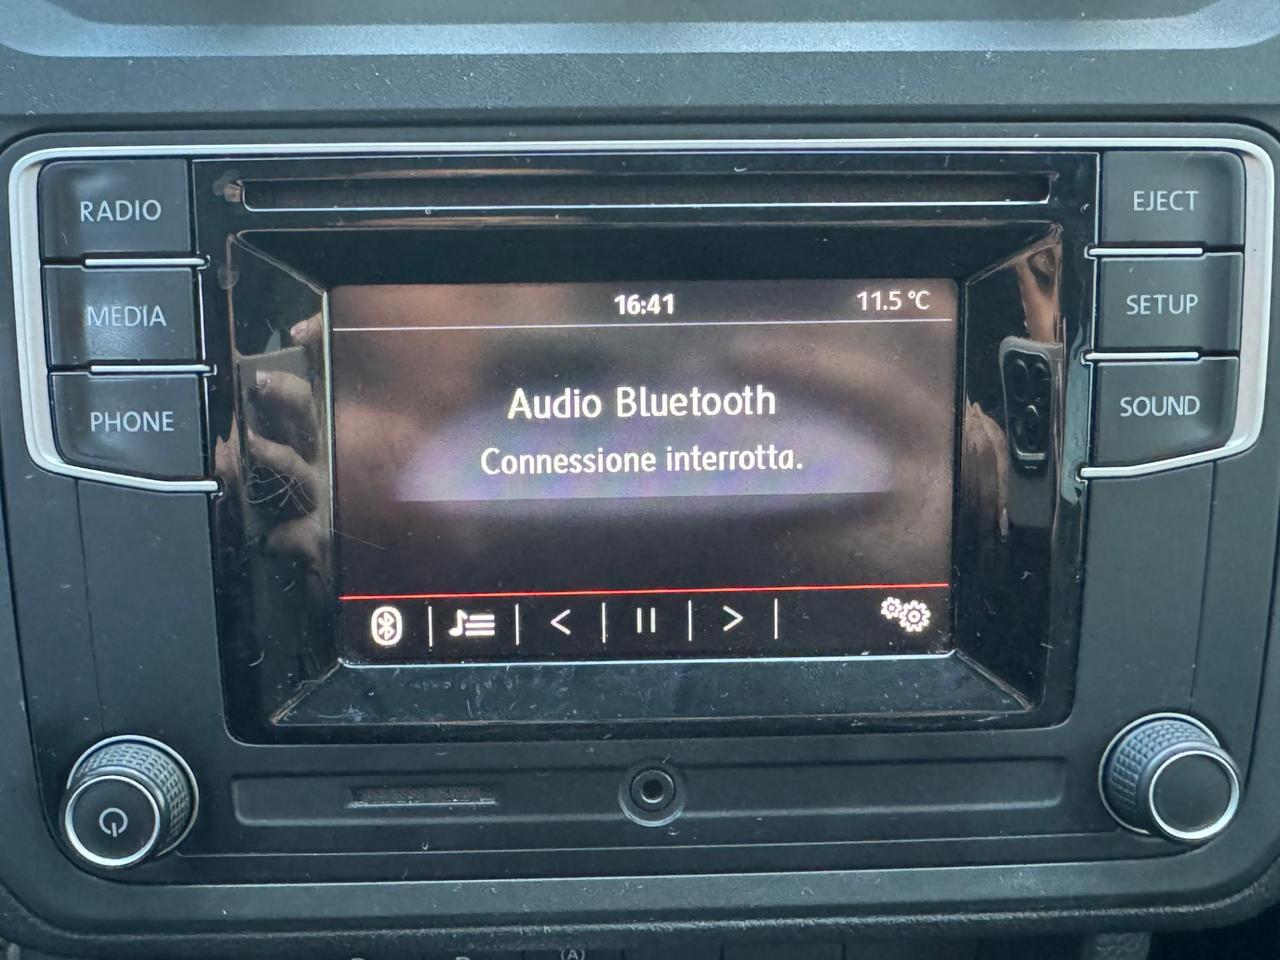 RADIO
MEDIA
PHONE
EJECT
SETUP
SOUND
16:41
11.5 °C
Audio Bluetooth
Connessione interrotta.
A